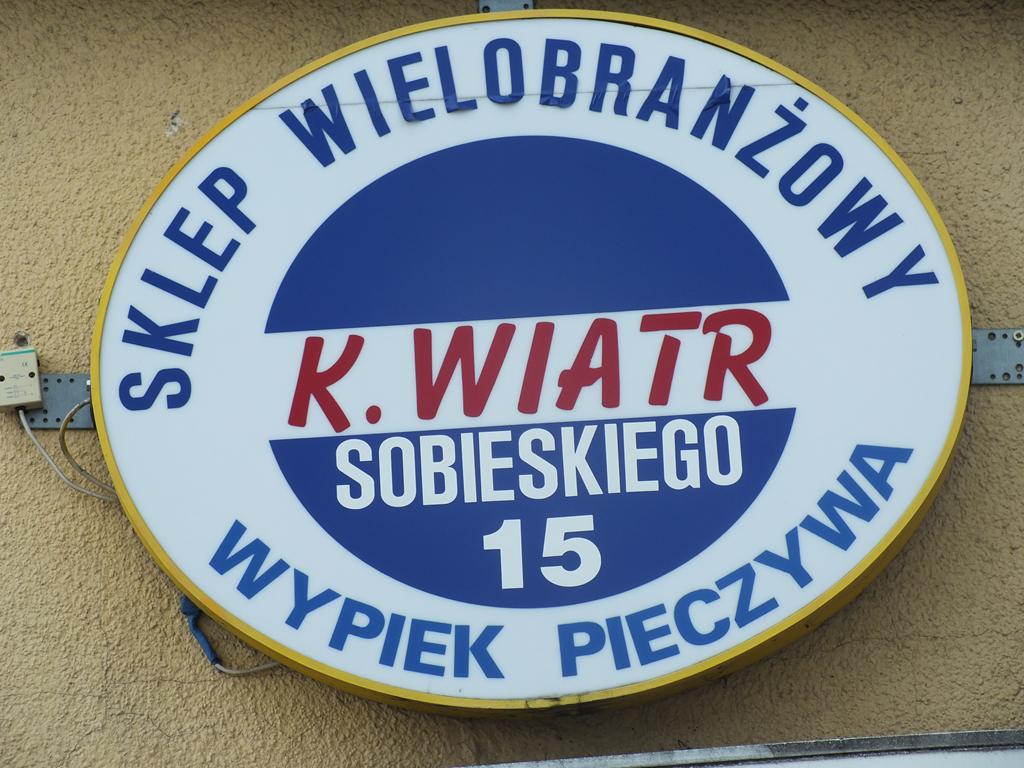 SKLEP WIELOBRANŻOWY
K. WIATR
SOBIESKIEGO
15
WYPIEK PIECZYWA